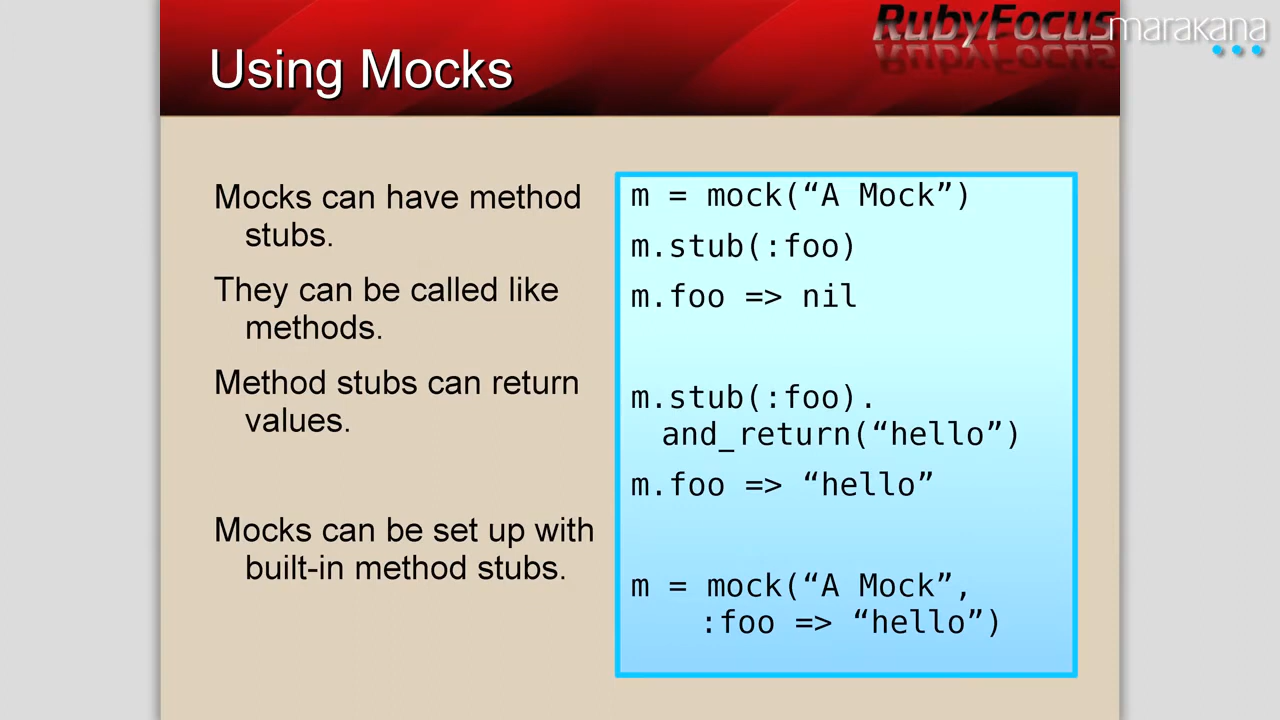 RubyFocus
marakana
Using Mocks
Mocks can have method
stubs.
They can be called like
methods.
Method stubs can return
values.
Mocks can be set up with
built-in method stubs.
m = mock(“A Mock”)
m.stub(:foo)
m.foo => nil
m.stub(:foo).
and_return(“hello”)
m.foo => “hello”
m = mock(“A Mock”,
:foo => “hello”)